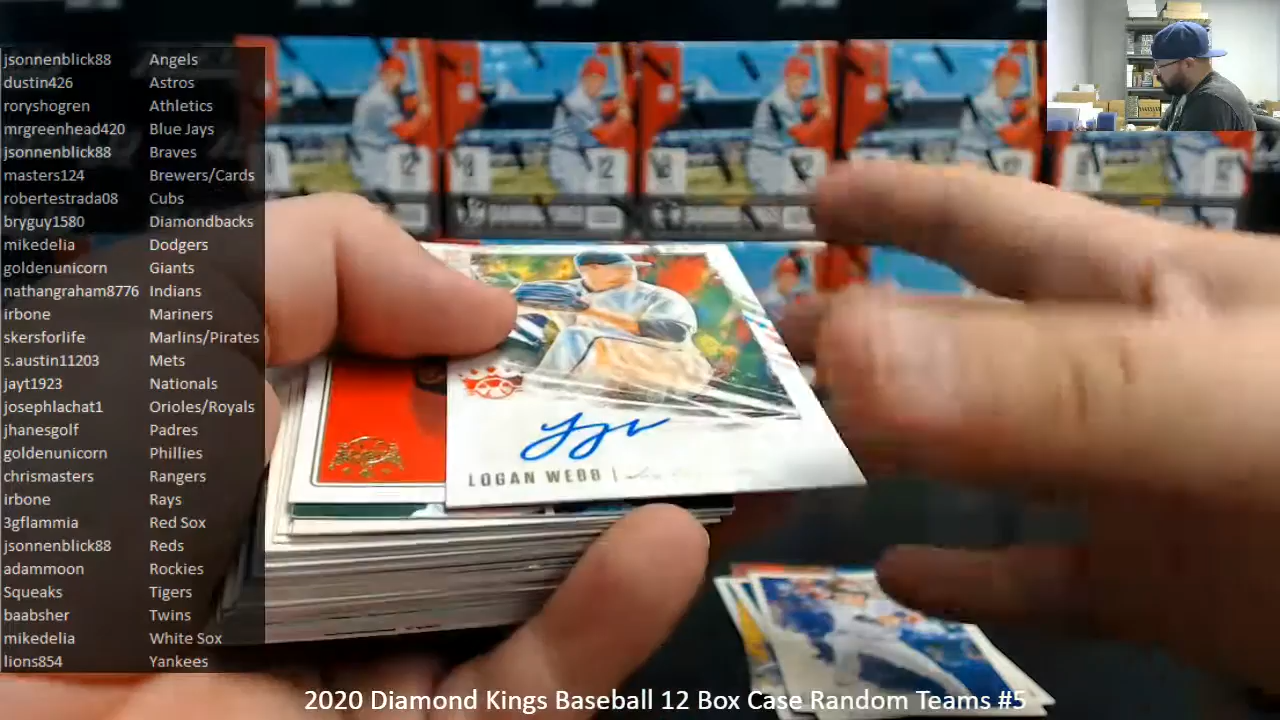 jsonnenblick88 Angels
dustin426 Astros
roryshogren Athletics
mrgreenhead420 Blue Jays
jsonnenblick88 Braves
masters124 Brewers/Cards
robertestrada08 Cubs
bryguy1580 Diamondbacks
mikedelia Dodgers
goldenunicorn Giants
nathangraham8776 Indians
irbone Mariners
skersforlife Marlins/Pirates
s.austin11203 Mets
jayt1923 Nationals
josephlachat1 Orioles/Royals
jhanesgolf Padres
goldenunicorn Phillies
chrismasters Rangers
irbone Rays
3gflammia Red Sox
jsonnenblick88 Reds
adammoon Rockies
Squeaks Tigers
baabsher Twins
mikedelia White Sox
lions854 Yankees
LOGAN WEBB
2020 Diamond Kings Baseball 12 Box Case Random Teams #5